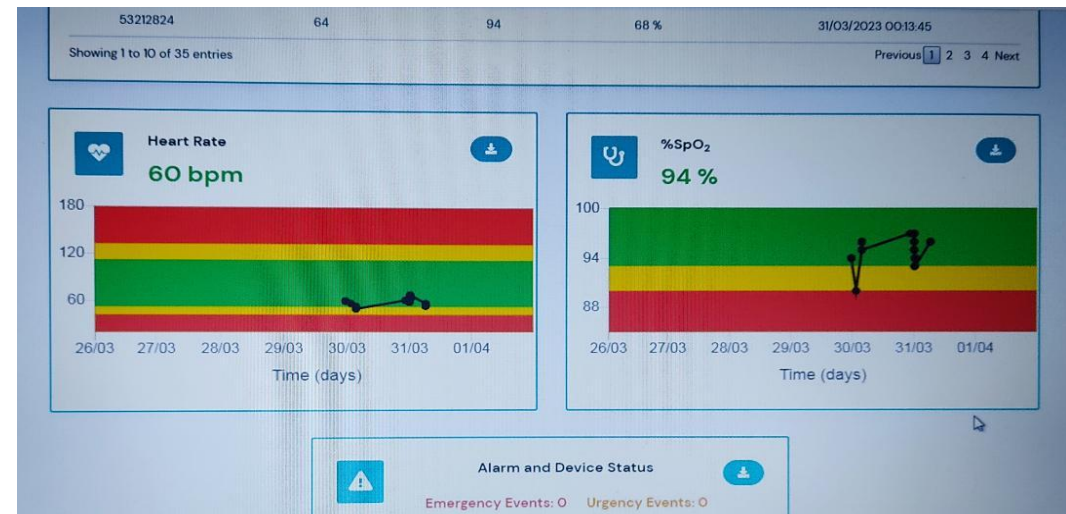 53212824 64 94 68 % 31/03/2023 00:13:45
Showing 1 to 10 of 35 entries Previous 1 2 3 4 Next
Heart Rate
60 bpm
180
120
60
26/03 27/03 28/03 29/03 30/03 31/03 01/04
Time (days)
%SpO₂
94 %
100
94
88
26/03 27/03 28/03 29/03 30/03 31/03 01/04
Time (days)
Alarm and Device Status
Emergency Events: 0 Urgency Events: 0